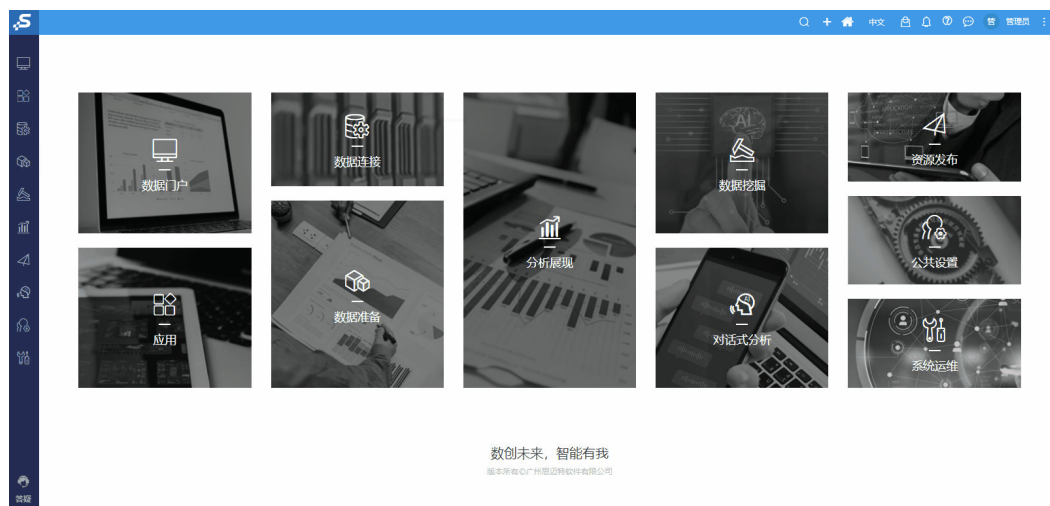 S
中文
管
管理员
数据门户
数据连接
分析展现
AI
数据挖掘
资源发布
公共设置
应用
数据准备
对话式分析
系统运维
数创未来，智能有我
版本所有©广州思迈特软件有限公司
答疑